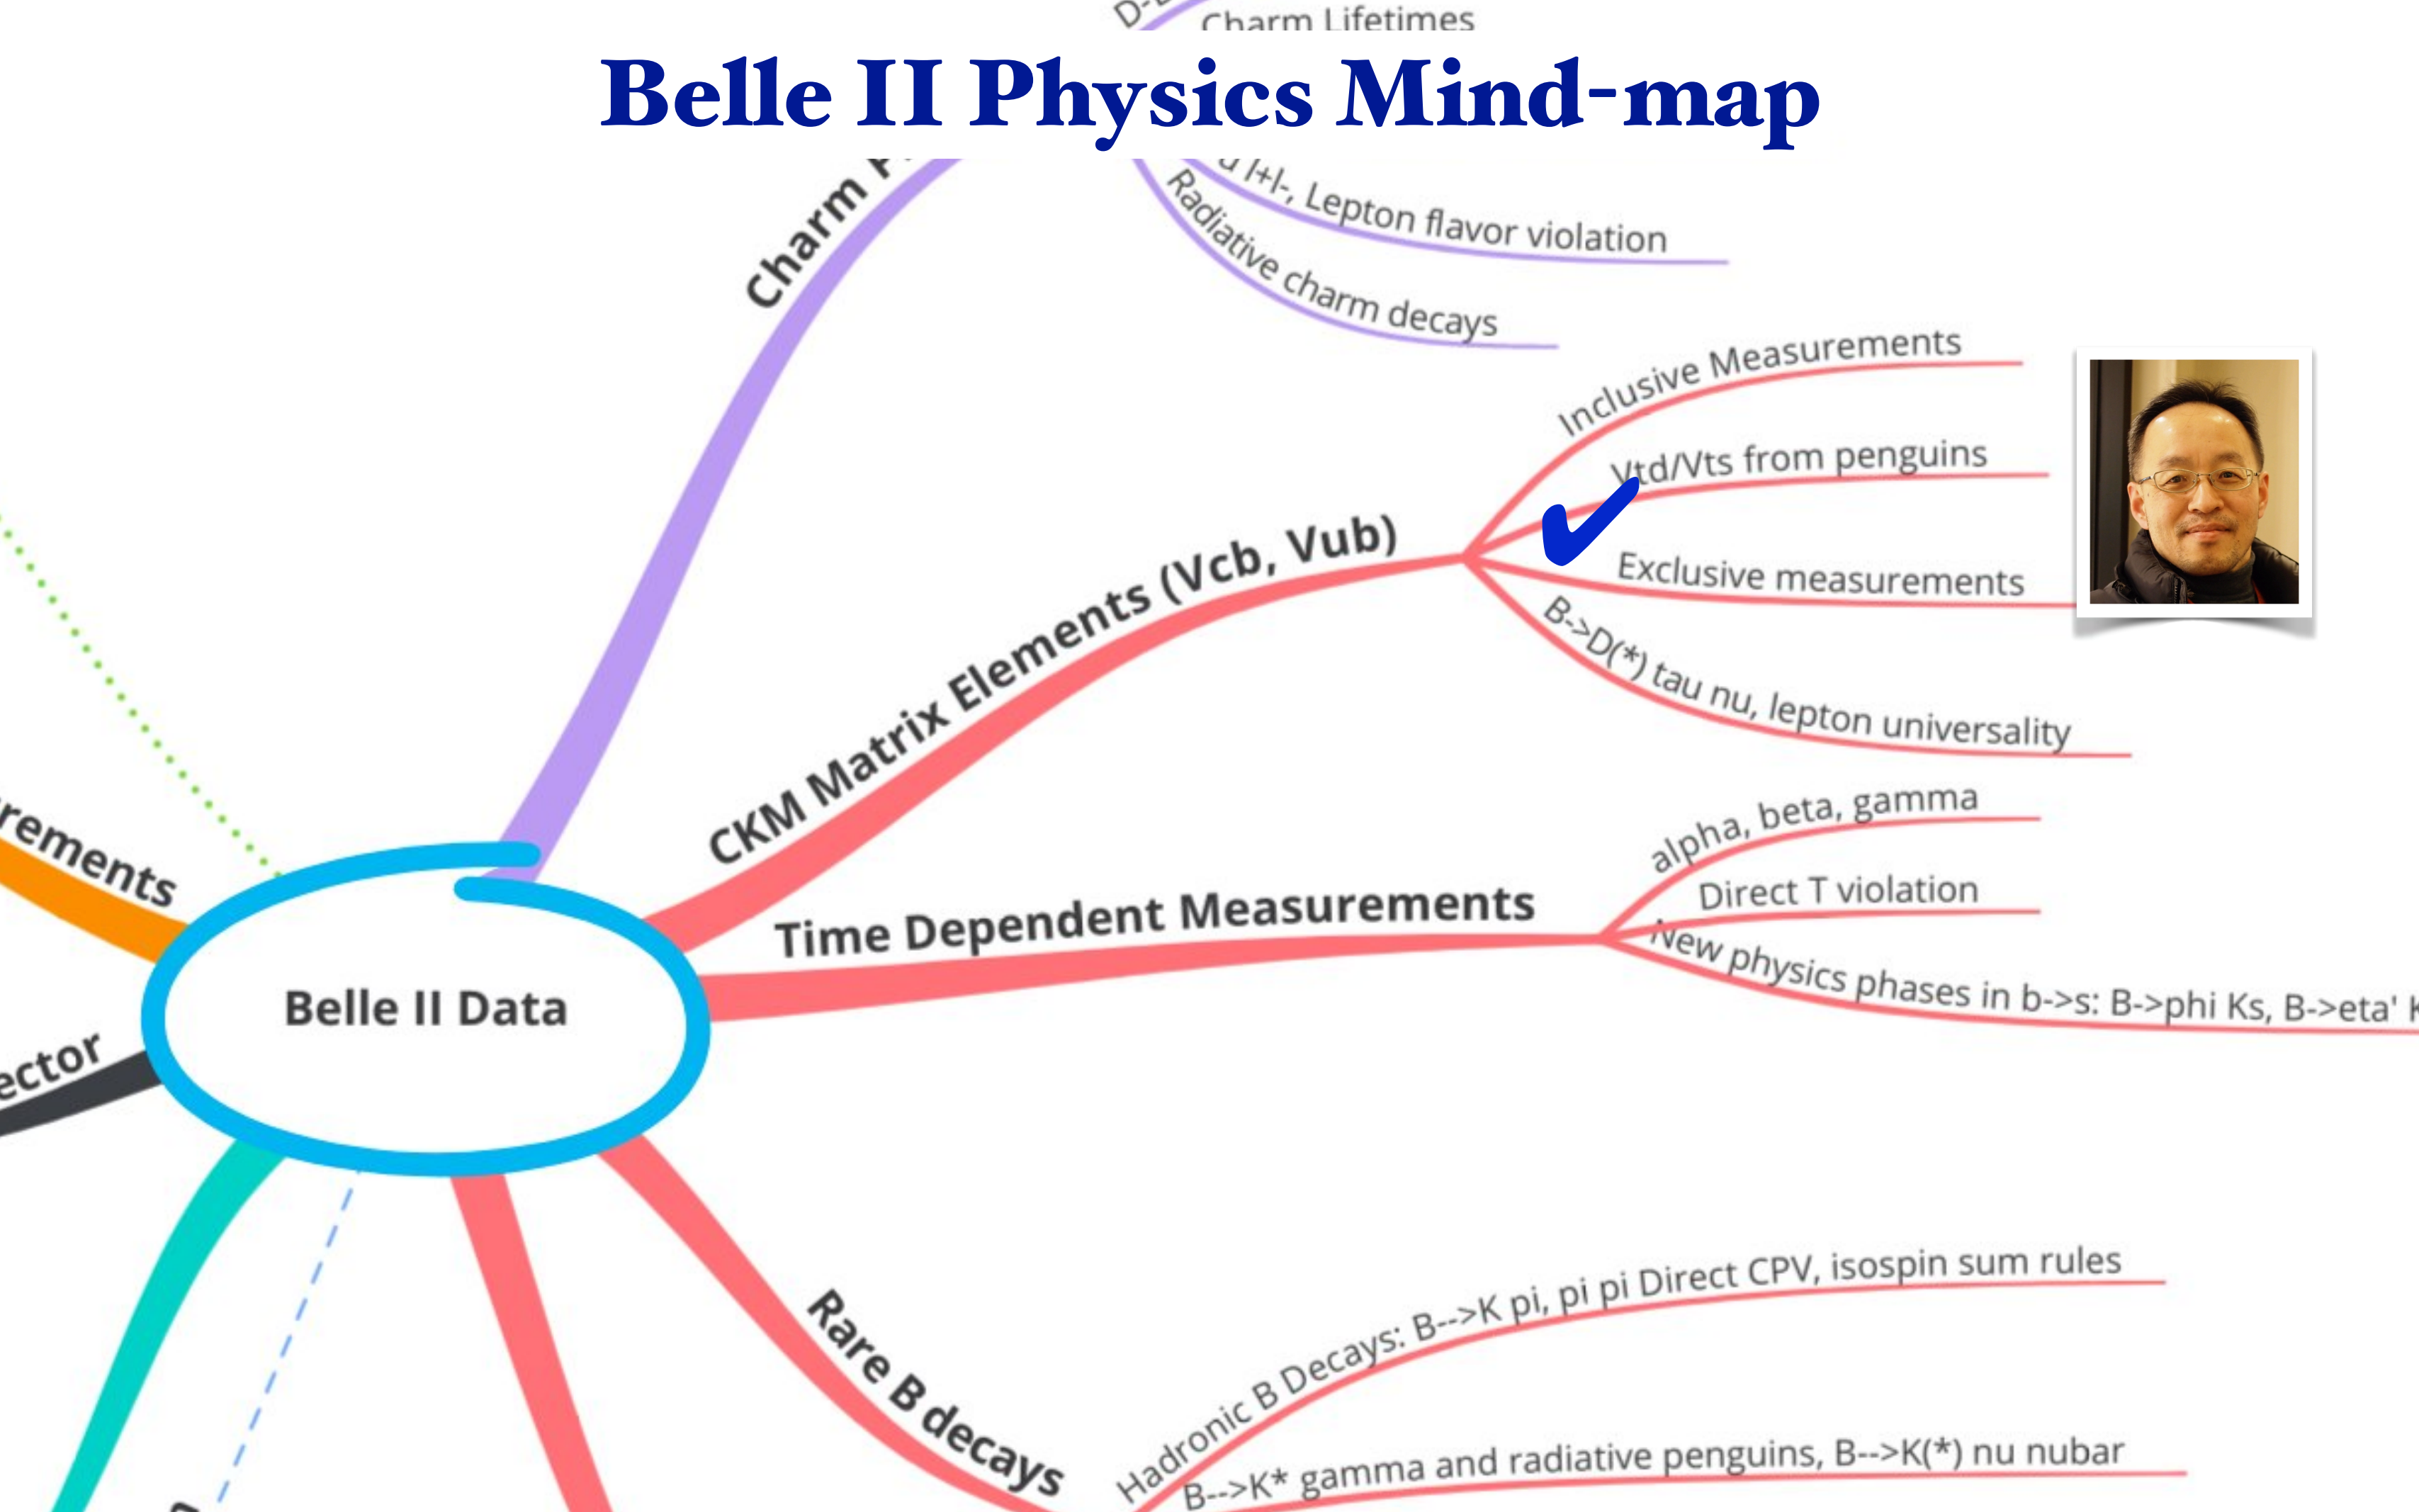 Charm Lifetimes
Belle II Physics Mind-map
Charm
l+l-, Lepton flavor violation
Radiative charm decays
Inclusive Measurements
Vtd/Vts from penguins
CKM Matrix Elements (Vcb, Vub)
Exclusive measurements
B->D(*) tau nu, lepton universality
alpha, beta, gamma
Time Dependent Measurements
Direct T violation
New physics phases in b->s: B->phi Ks, B->eta'
rements
Belle II Data
ector
Rare B decays
Hadronic B Decays: B-->K pi, pi pi Direct CPV, isospin sum rules
B-->K* gamma and radiative penguins, B-->K(*) nu nubar